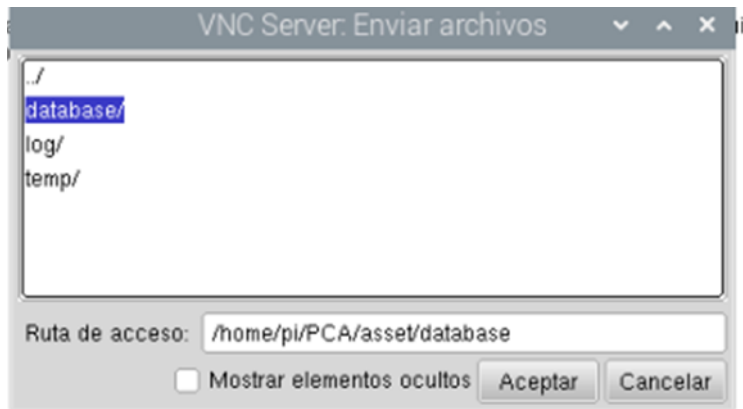 VNC Server: Enviar archivos
../
database/
log/
temp/
Ruta de acceso: /home/pi/PCA/asset/database
Mostrar elementos ocultos Aceptar Cancelar